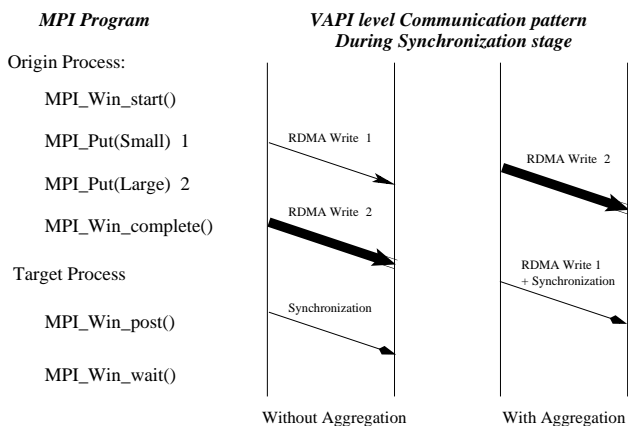 MPI Program
VAPI level Communication pattern
During Synchronization stage
Origin Process:
MPI_Win_start()
MPI_Put(Small) 1
MPI_Put(Large) 2
MPI_Win_complete()
Target Process
MPI_Win_post()
MPI_Win_wait()
RDMA Write 1
RDMA Write 2
Synchronization
Without Aggregation
RDMA Write 2
RDMA Write 1
+ Synchronization
With Aggregation